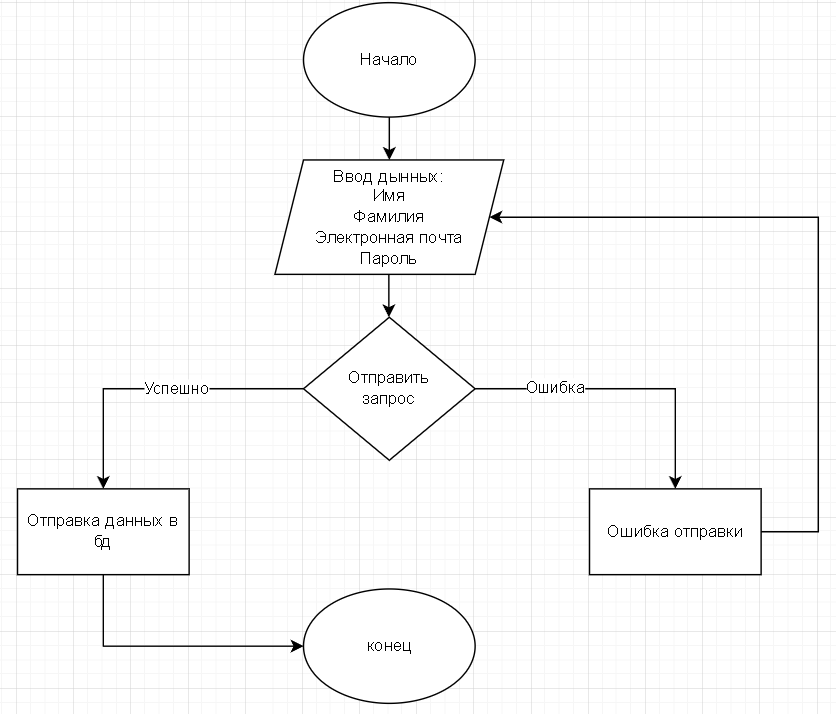 Начало
Ввод дынных:
Имя
Фамилия
Электронная почта
Пароль
Отправить
запрос
Успешно
Ошибка
Отправка данных в
бд
Ошибка отправки
конец